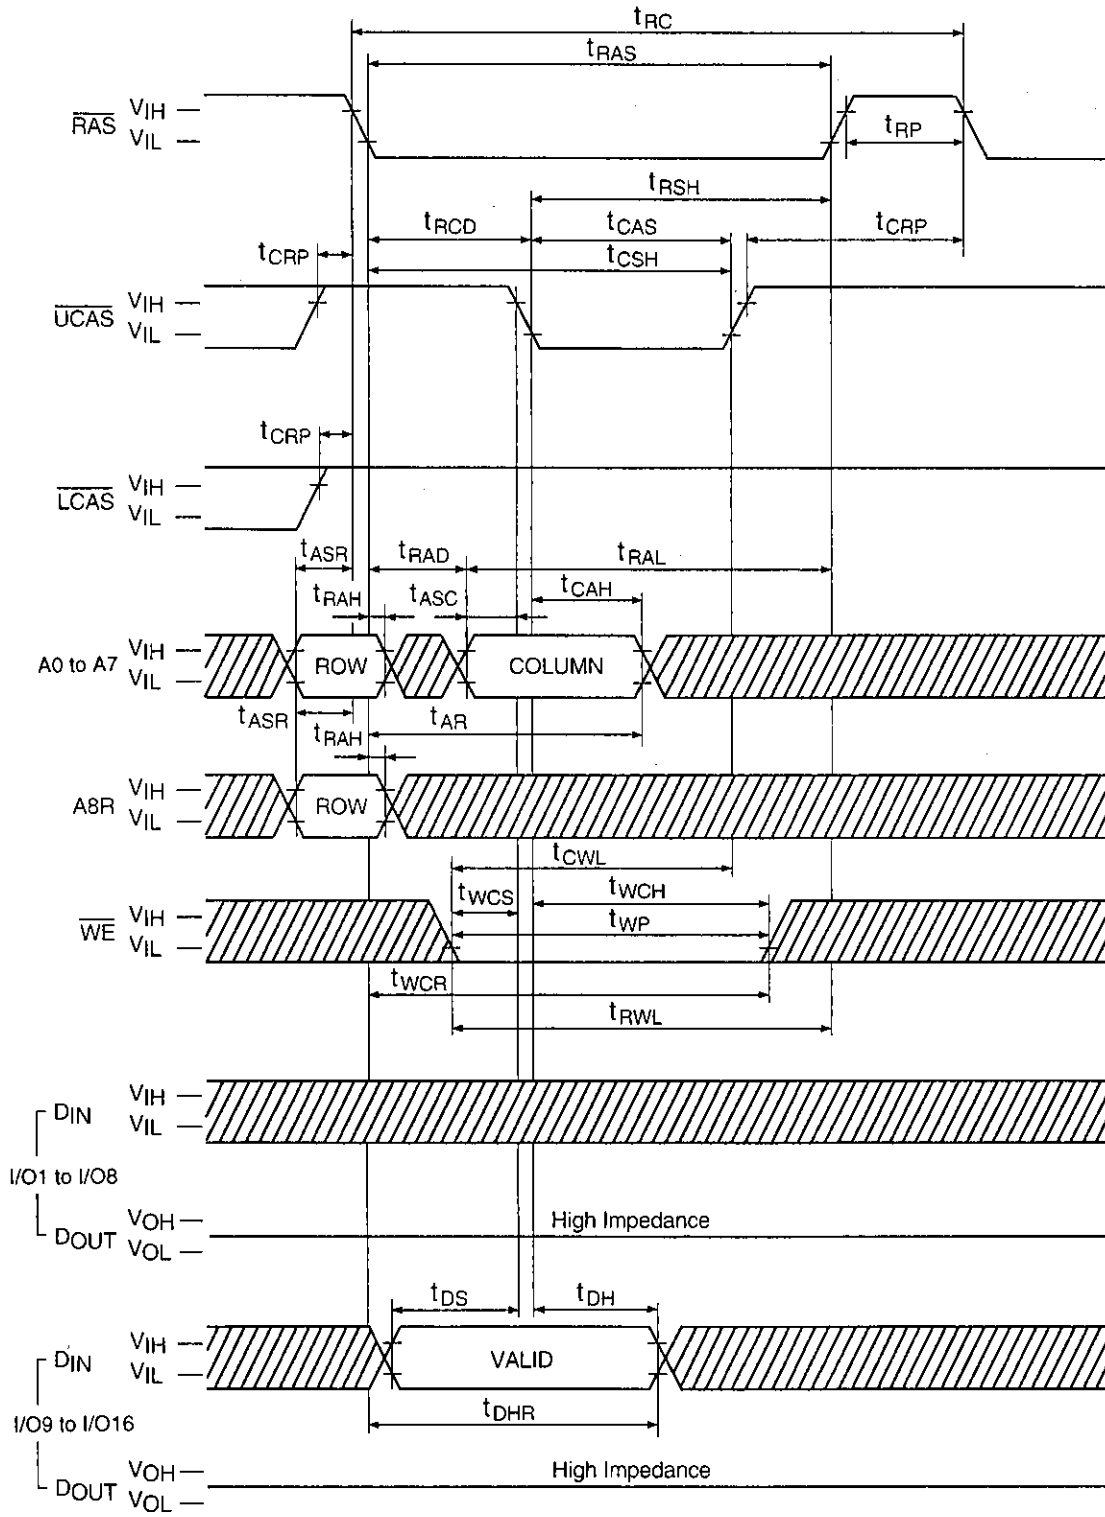 tRC
tRAS
RAS VIH
VIL
tRP
tRSH
tRCD tCAS tCRP
tCRP tCSH
UCAS VIH
VIL
tCRP
LCAS VIH
VIL
tASR tRAD tRAL
tRAH tASC tCAH
A0 to A7 VIH
VIL
ROW COLUMN
tASR tAR
tRAH
A8R VIH
VIL
ROW
tCWL
tWCS tWCH
WE VIH
VIL
tWP
tWCR
tRWL
DIN VIH
VIL
I/O1 to I/O8
DOUT VOH
VOL
High Impedance
tDS tDH
DIN VIH
VIL
VALID
I/O9 to I/O16
tDHR
DOUT VOH
VOL
High Impedance